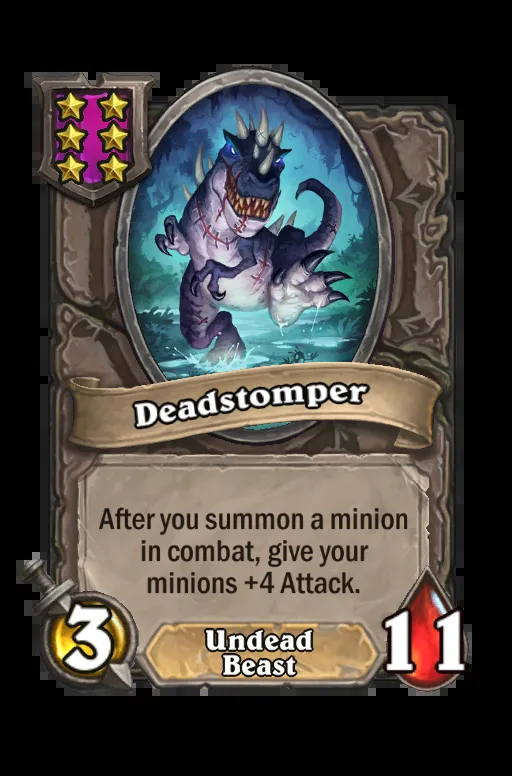 Deadstomper
After you summon a minion
in combat, give your
minions +4 Attack.
3
Undead
Beast
11